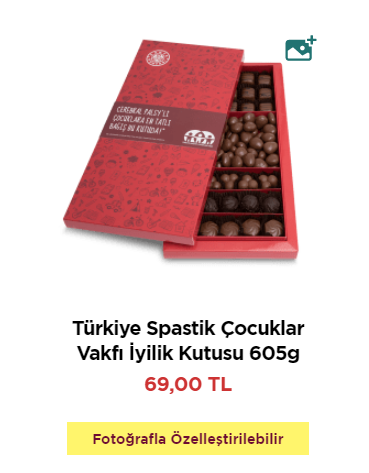 CEREBRAL PALSY'Lİ
ÇOCUKLARA EN TATLI
BAĞIŞ BU KUTUDA!"
Türkiye Spastik Çocuklar
Vakfı İyilik Kutusu 605g
69,00 TL
Fotoğrafla Özelleştirilebilir